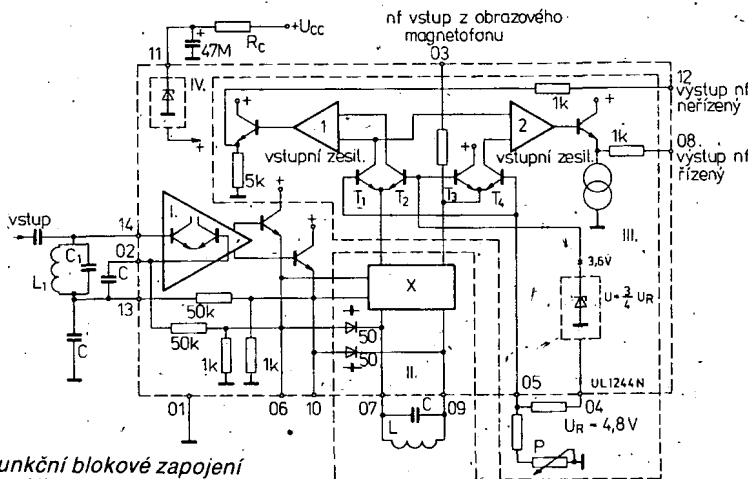 nf vstup z obrazového
magnetofonu
+Ucc
Rc
11
47M
03
12
výstup nf
neřízený
IV.
1k
1
2
08
výstup nf
řízený
1k
vstupní zesil.
vstupní zesil.
5k
T1
T2
T3
T4
III.
vstup
14
I.
02
C1
L1
C
3,6V
X
U = 3/4 UR
13
50k
50k
50
50
C
1k
1k
II.
05
UL1244N
01
06
10
07
C
09
04
L
UR - 4,8V
P
unkční blokové zapojení